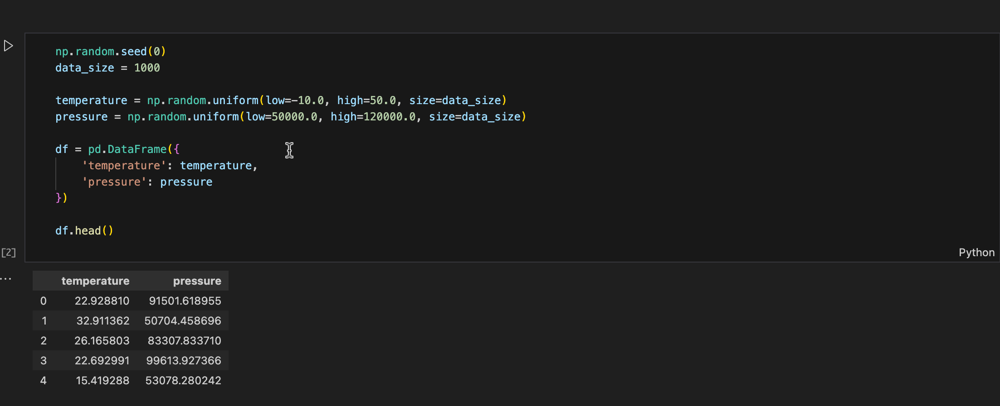 np.random.seed(0)
data_size = 1000
temperature = np.random.uniform(low=-10.0, high=50.0, size=data_size)
pressure = np.random.uniform(low=50000.0, high=120000.0, size=data_size)
df = pd.DataFrame({
    'temperature': temperature,
    'pressure': pressure
})
df.head()
[2]
Python
...
temperature pressure
0 22.928810 91501.618955
1 32.911362 50704.458696
2 26.165803 83307.833710
3 22.692991 99613.927366
4 15.419288 53078.280242